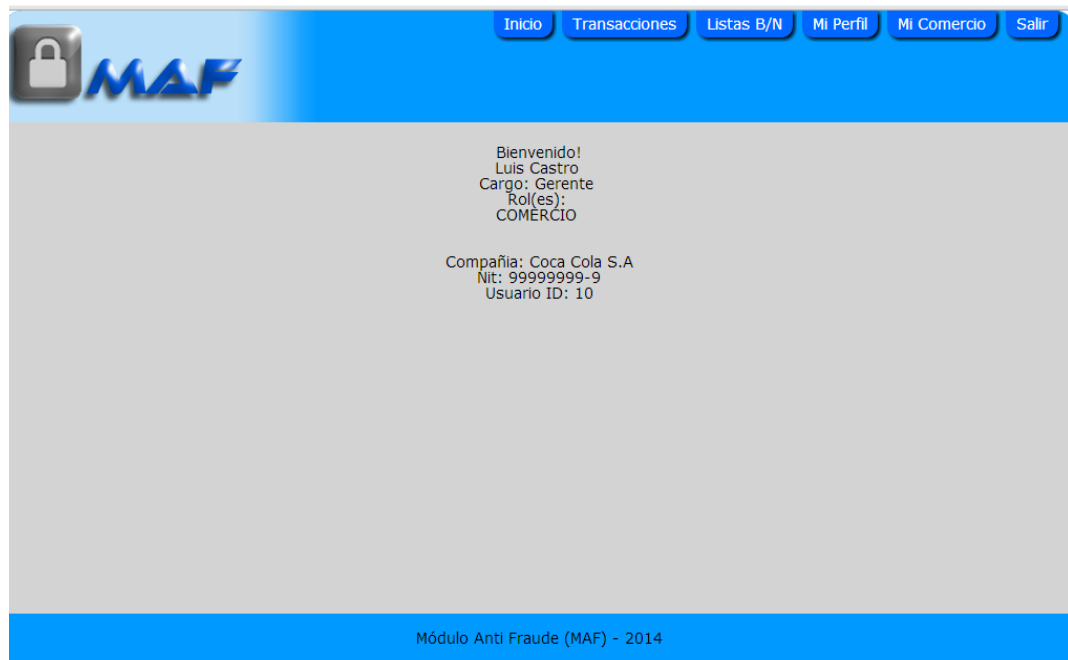 Inicio Transacciones Listas B/N Mi Perfil Mi Comercio Salir
MAF
Bienvenido!
Luis Castro
Cargo: Gerente
Rol(es):
COMERCIO
Compañia: Coca Cola S.A
Nit: 99999999-9
Usuario ID: 10
Módulo Anti Fraude (MAF) - 2014